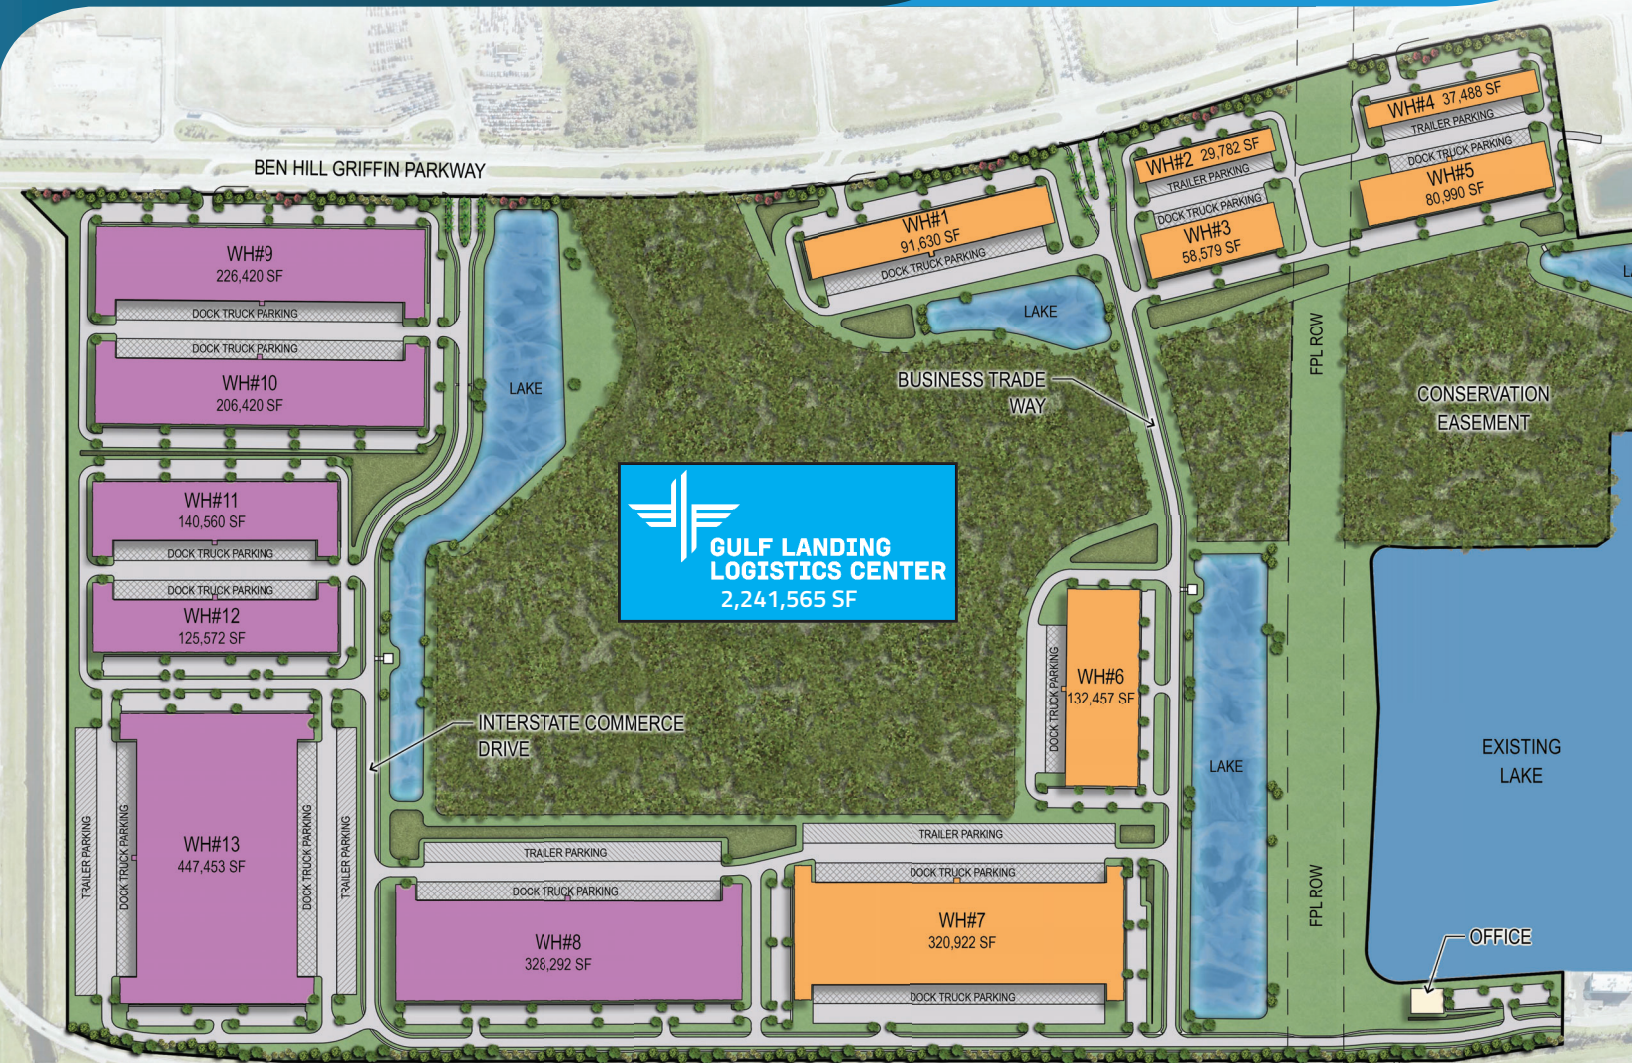 BEN HILL GRIFFIN PARKWAY
WH#4 37,488 SF
TRAILER PARKING
DOCK TRUCK PARKING
WH#5
80,990 SF
WH#2 29,782 SF
TRAILER PARKING
DOCK TRUCK PARKING
WH#3
58,579 SF
WH#1
91,630 SF
DOCK TRUCK PARKING
WH#9
226,420 SF
DOCK TRUCK PARKING
DOCK TRUCK PARKING
WH#10
206,420 SF
LAKE
LAKE
FPL ROW
BUSINESS TRADE
WAY
CONSERVATION
EASEMENT
WH#11
140,560 SF
DOCK TRUCK PARKING
DOCK TRUCK PARKING
WH#12
125,572 SF
GULF LANDING
LOGISTICS CENTER
2,241,565 SF
DOCK TRUCK PARKING
WH#6
132,457 SF
INTERSTATE COMMERCE
DRIVE
LAKE
EXISTING
LAKE
TRAILER PARKING
DOCK TRUCK PARKING
WH#13
447,453 SF
DOCK TRUCK PARKING
TRAILER PARKING
TRAILER PARKING
DOCK TRUCK PARKING
WH#8
328,292 SF
TRAILER PARKING
DOCK TRUCK PARKING
WH#7
320,922 SF
DOCK TRUCK PARKING
FPL ROW
OFFICE